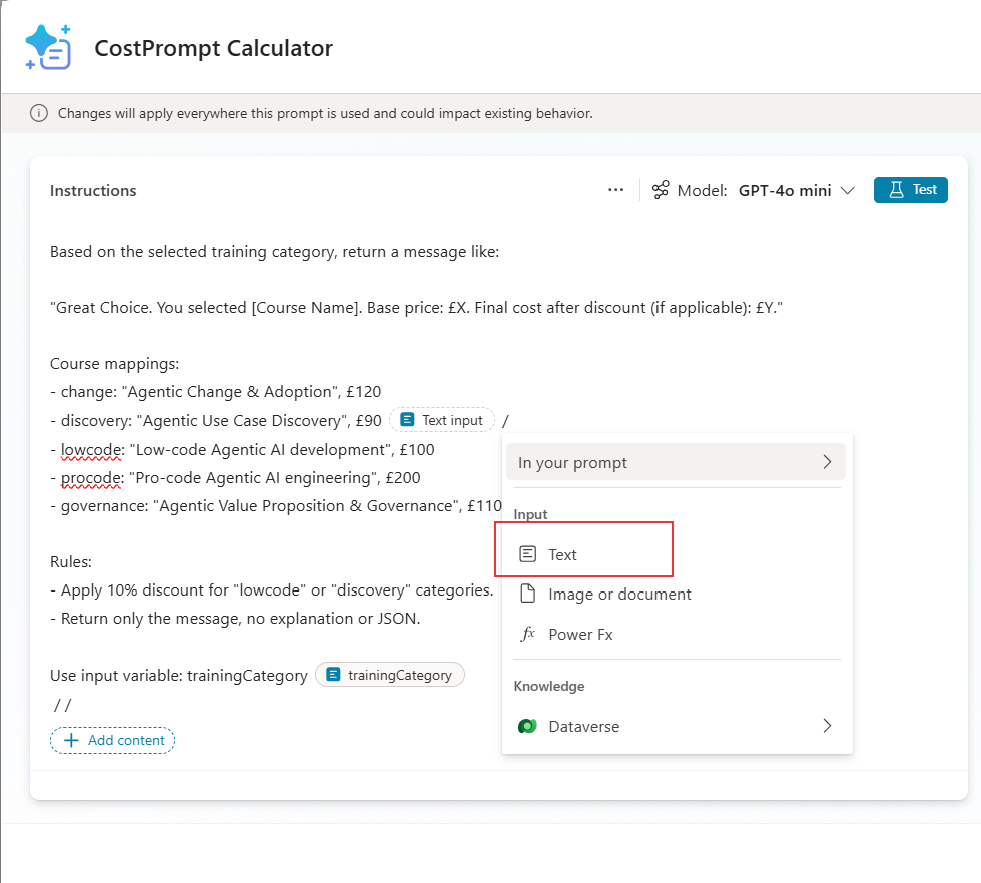 CostPrompt Calculator
Changes will apply everywhere this prompt is used and could impact existing behavior.
Instructions
... Model: GPT-4o mini Test
Based on the selected training category, return a message like:
"Great Choice. You selected [Course Name]. Base price: £X. Final cost after discount (if applicable): £Y."
Course mappings:
- change: "Agentic Change & Adoption", £120
- discovery: "Agentic Use Case Discovery", £90 Text input /
- lowcode: "Low-code Agentic AI development", £100
- procode: "Pro-code Agentic AI engineering", £200
- governance: "Agentic Value Proposition & Governance", £110
Rules:
- Apply 10% discount for "lowcode" or "discovery" categories.
- Return only the message, no explanation or JSON.
Use input variable: trainingCategory trainingCategory
/ /
Add content
In your prompt
Input
Text
Image or document
fx Power Fx
Knowledge
Dataverse